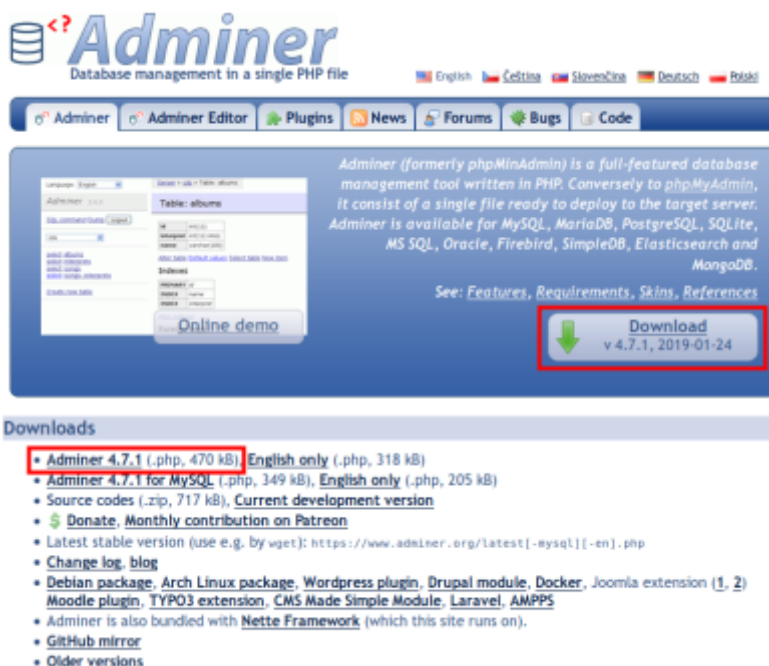 <?
Adminer
Database management in a single PHP file
English Čeština Slovenčina Deutsch Polski
Adminer Adminer Editor Plugins News Forums Bugs Code
Adminer (formerly phpMinAdmin) is a full-featured database
management tool written in PHP. Conversely to phpMyAdmin,
it consist of a single file ready to deploy to the target server.
Adminer is available for MySQL, MariaDB, PostgreSQL, SQLite,
MS SQL, Oracle, Firebird, SimpleDB, Elasticsearch and
MongoDB.
See: Features, Requirements, Skins, References
Language: English
Adminer
Table: albums
Indexes
Create new table
Online demo
Download
v 4.7.1, 2019-01-24
Downloads
• Adminer 4.7.1 (.php, 470 kB), English only (.php, 318 kB)
• Adminer 4.7.1 for MySQL (.php, 349 kB), English only (.php, 205 kB)
• Source codes (.zip, 717 kB), Current development version
• $ Donate, Monthly contribution on Patreon
• Latest stable version (use e.g. by wget): https://www.adminer.org/latest[-mysql][-en].php
• Change log, blog
• Debian package, Arch Linux package, Wordpress plugin, Drupal module, Docker, Joomla extension (1, 2)
Moodle plugin, TYPO3 extension, CMS Made Simple Module, Laravel, AMPPS
• Adminer is also bundled with Nette Framework (which this site runs on).
• GitHub mirror
• Older versions